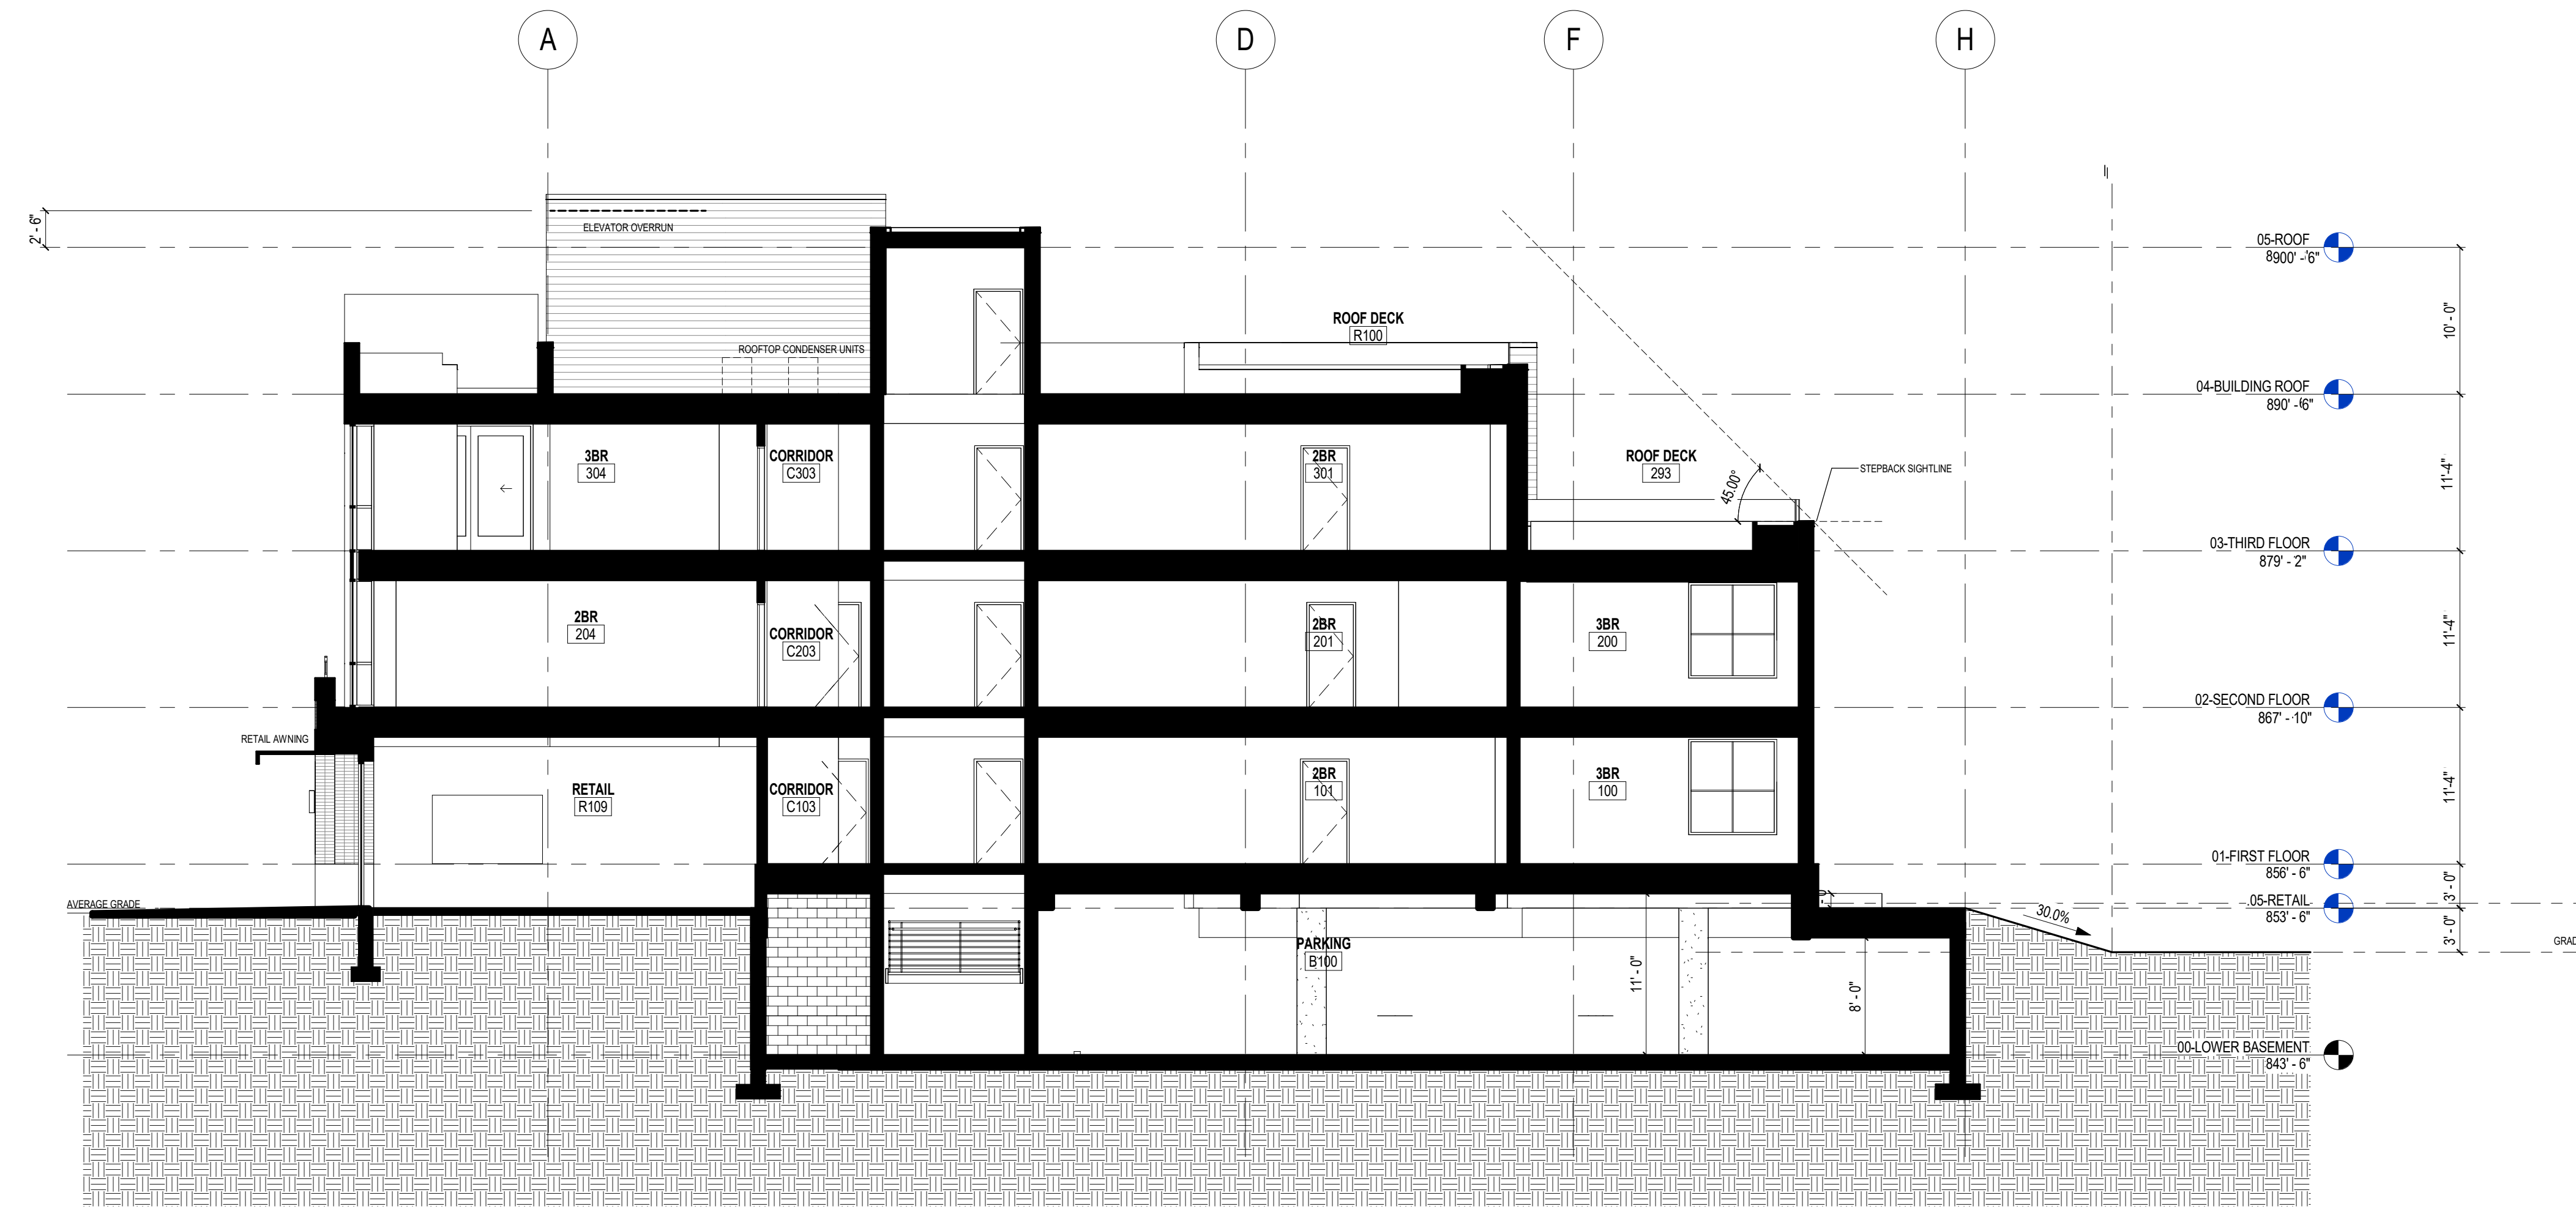 A
D
F
H
2' - 6"
ELEVATOR OVERRUN
05-ROOF
10' - 0"
ROOF DECK
R100
ROOFTOP CONDENSER UNITS
04-BUILDING ROOF
890' - 6"
3BR
304
CORRIDOR
C303
2BR
301
ROOF DECK
293
45.00°
STEPBACK SIGHTLINE
11'-4"
03-THIRD FLOOR
879' - 2"
2BR
204
CORRIDOR
C203
2BR
201
3BR
200
11'-4"
02-SECOND FLOOR
867' - 10"
RETAIL AWNING
RETAIL
R109
CORRIDOR
C103
2BR
101
3BR
100
11'-4"
01-FIRST FLOOR
856' - 6"
AVERAGE GRADE
3' - 0"
.05-RETAIL
853' - 6"
30.0%
3' - 0"
GRAD
PARKING
B100
11' - 0"
8' - 0"
00-LOWER BASEMENT
843' - 6"